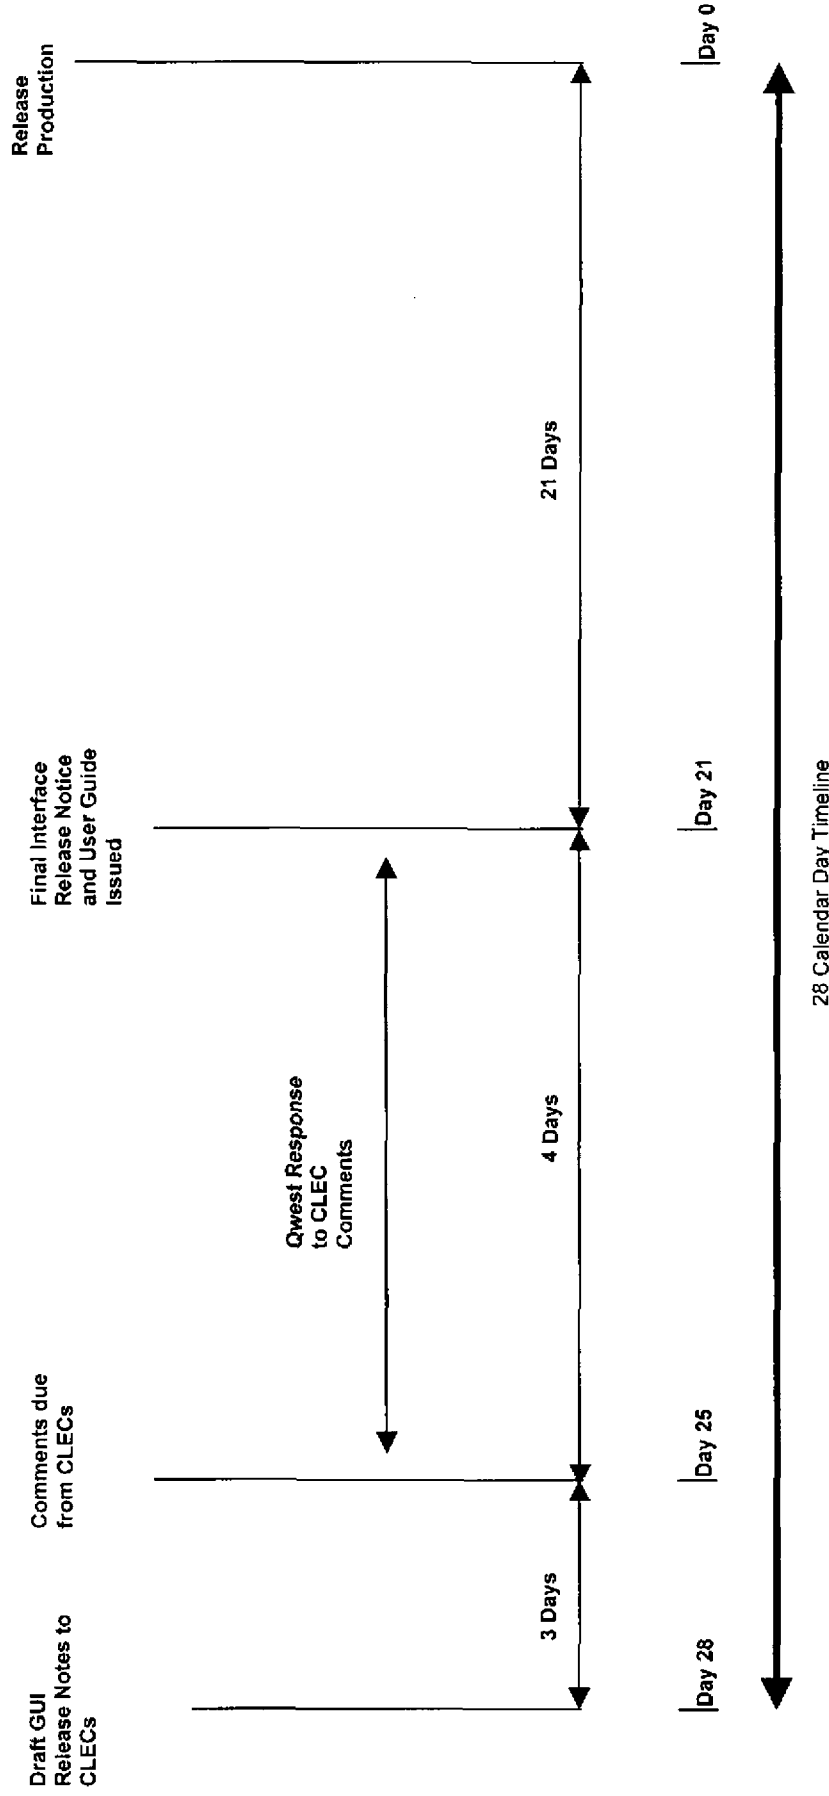 Draft GUI
Release Notes to
CLECs
Comments due
from CLECs
Final Interface
Release Notice
and User Guide
Issued
Release
Production
Qwest Response
to CLEC
Comments
3 Days
4 Days
21 Days
Day 28
Day 25
Day 21
Day 0
28 Calendar Day Timeline